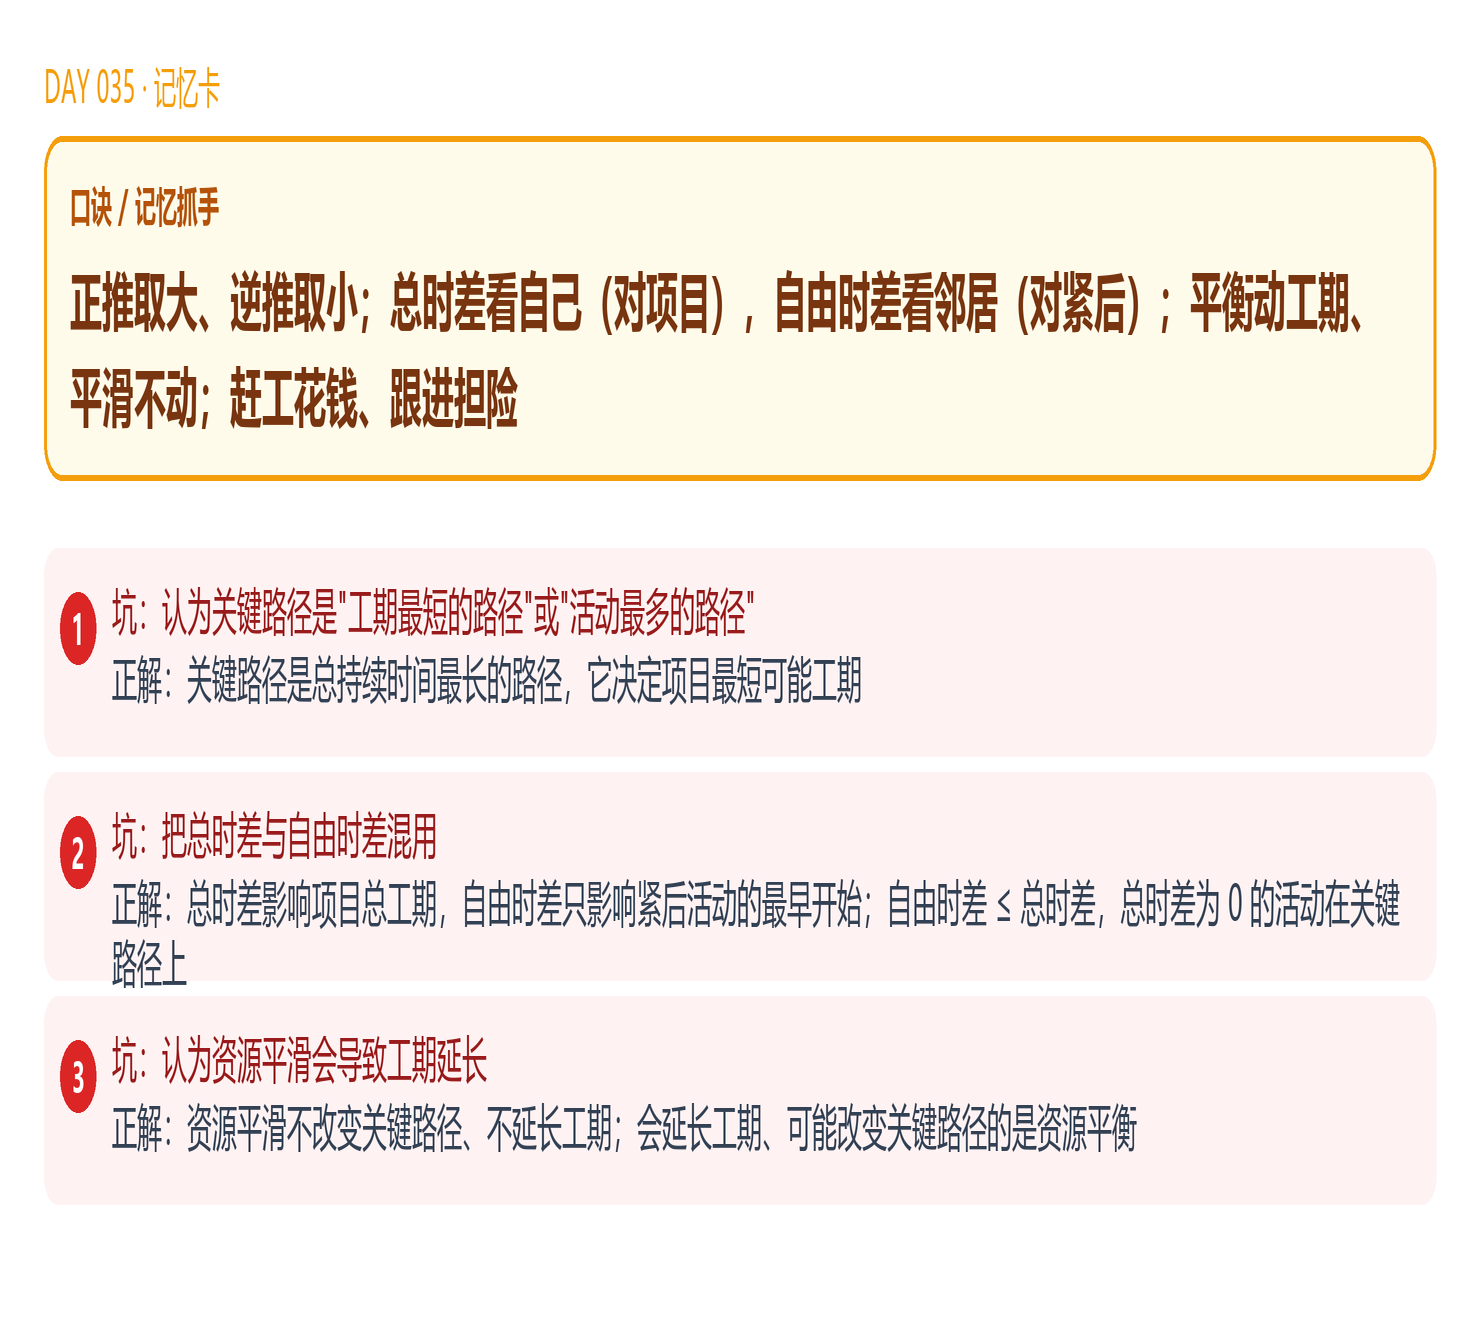 DAY 035 · 记忆卡
口诀 / 记忆抓手
正推取大、逆推取小；总时差看自己（对项目），自由时差看邻居（对紧后）；平衡动工期、
平滑不动；赶工花钱、跟进担险
1
坑：认为关键路径是"工期最短的路径"或"活动最多的路径"
正解：关键路径是总持续时间最长的路径，它决定项目最短可能工期
2
坑：把总时差与自由时差混用
正解：总时差影响项目总工期，自由时差只影响紧后活动的最早开始；自由时差 ≤ 总时差，总时差为 0 的活动在关键
路径上
3
坑：认为资源平滑会导致工期延长
正解：资源平滑不改变关键路径、不延长工期；会延长工期、可能改变关键路径的是资源平衡